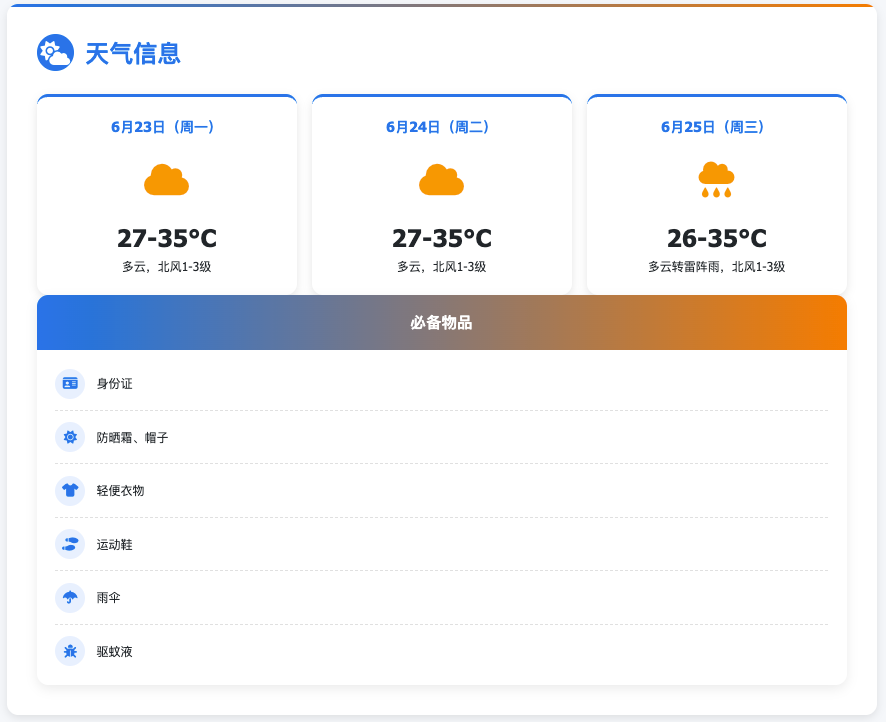 天气信息
6月23日（周一）
27-35°C
多云，北风1-3级
6月24日（周二）
27-35°C
多云，北风1-3级
6月25日（周三）
26-35°C
多云转雷阵雨，北风1-3级
必备物品
身份证
防晒霜、帽子
轻便衣物
运动鞋
雨伞
驱蚊液